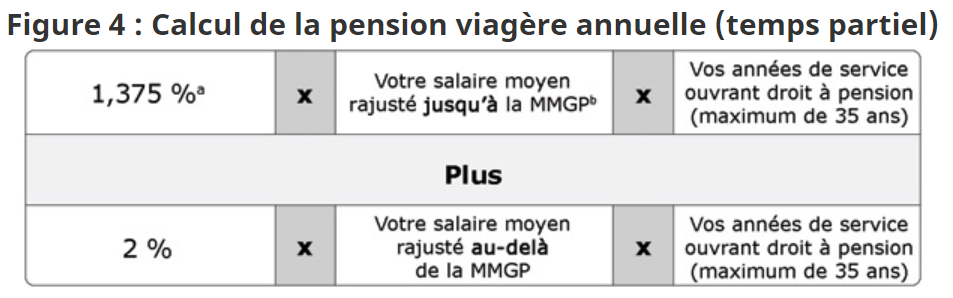 Figure 4 : Calcul de la pension viagère annuelle (temps partiel)
1,375 %ᵃ
x
Votre salaire moyen
rajusté jusqu'à la MMGPᵇ
x
Vos années de service
ouvrant droit à pension
(maximum de 35 ans)
Plus
2 %
x
Votre salaire moyen
rajusté au-delà
de la MMGP
x
Vos années de service
ouvrant droit à pension
(maximum de 35 ans)